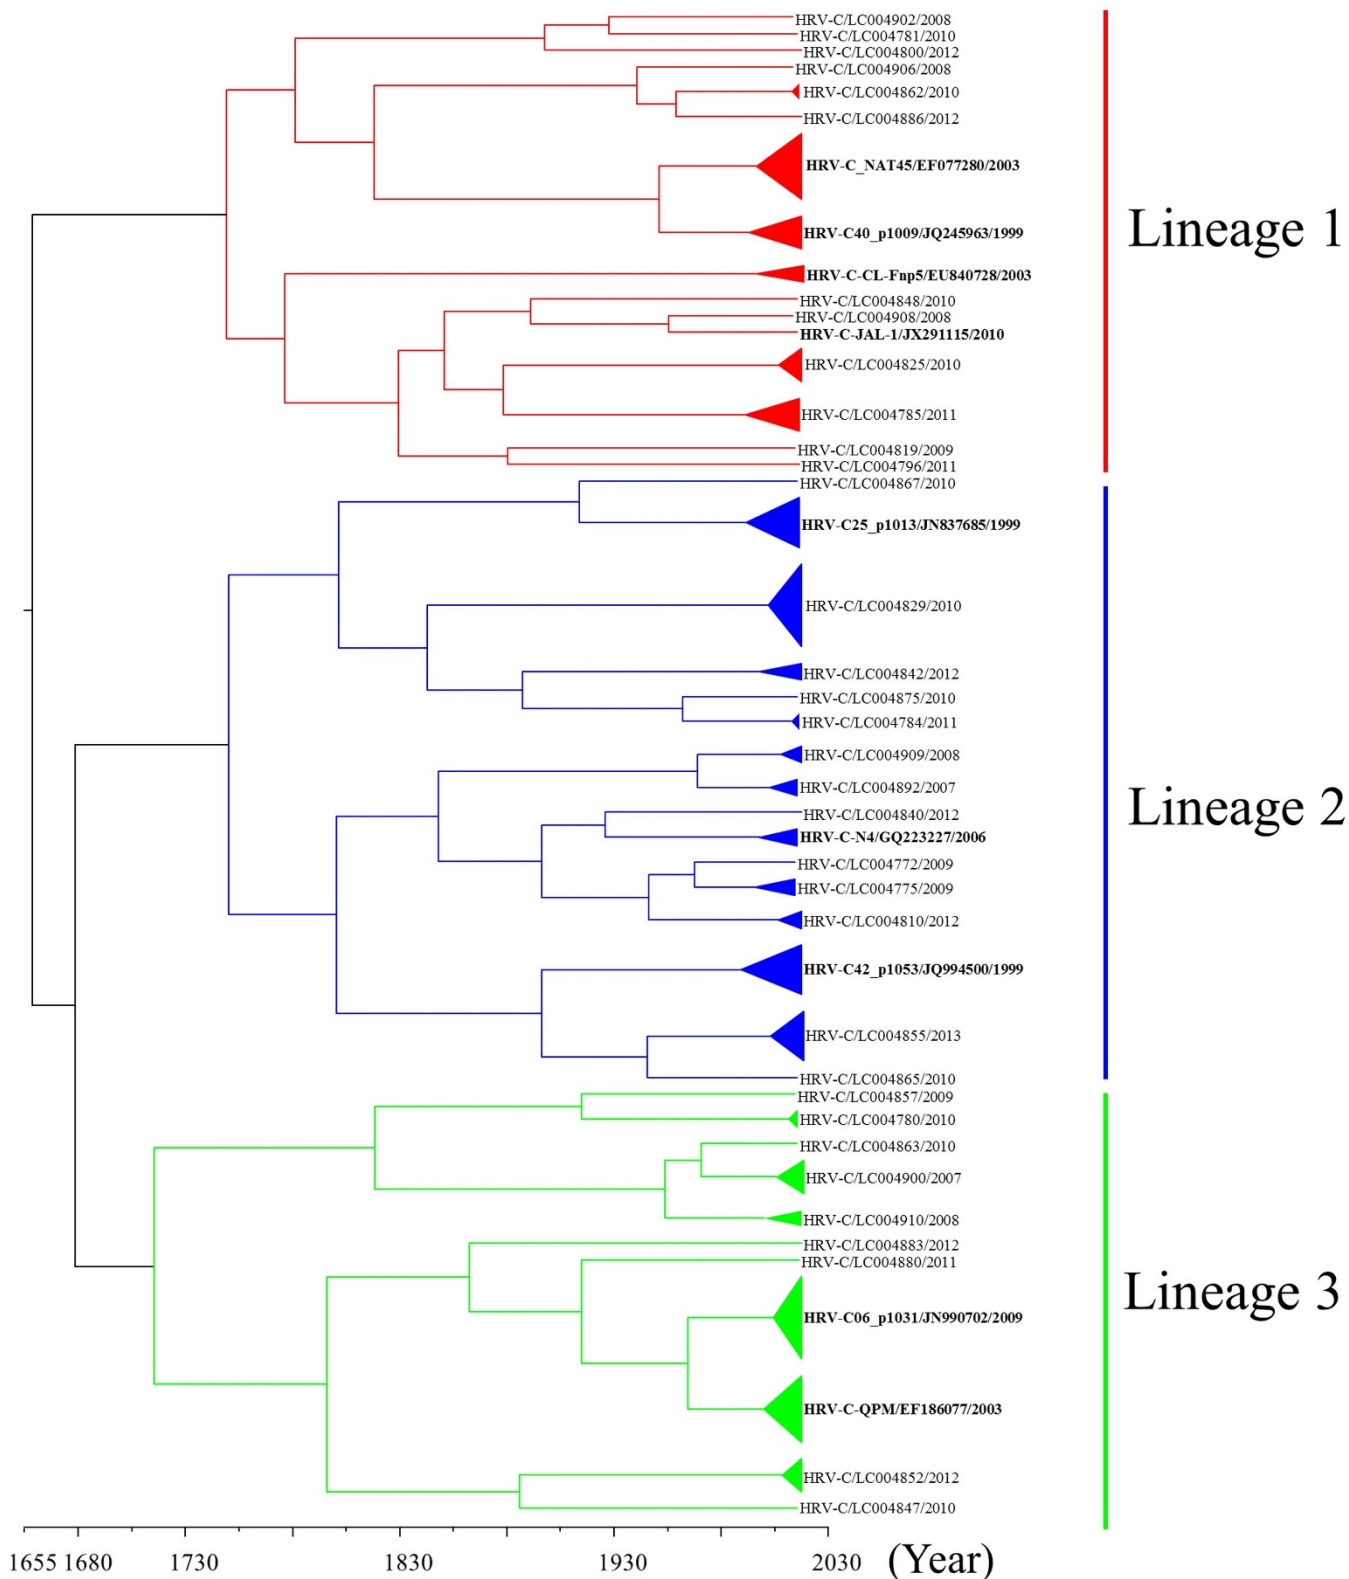 HRV-C/LC004902/2008
HRV-C/LC004781/2010
HRV-C/LC004800/2012
HRV-C/LC004906/2008
HRV-C/LC004862/2010
HRV-C/LC004886/2012
HRV-C_NAT45/EF077280/2003
HRV-C40_p1009/JQ245963/1999
HRV-C-CL-Fnp5/EU840728/2003
HRV-C/LC004848/2010
HRV-C/LC004908/2008
HRV-C-JAL-1/JX291115/2010
HRV-C/LC004825/2010
HRV-C/LC004785/2011
HRV-C/LC004819/2009
HRV-C/LC004796/2011
Lineage 1
HRV-C/LC004867/2010
HRV-C25_p1013/JN837685/1999
HRV-C/LC004829/2010
HRV-C/LC004842/2012
HRV-C/LC004875/2010
HRV-C/LC004784/2011
HRV-C/LC004909/2008
HRV-C/LC004892/2007
HRV-C/LC004840/2012
HRV-C-N4/GQ223227/2006
HRV-C/LC004772/2009
HRV-C/LC004775/2009
HRV-C/LC004810/2012
HRV-C42_p1053/JQ994500/1999
HRV-C/LC004855/2013
HRV-C/LC004865/2010
Lineage 2
HRV-C/LC004857/2009
HRV-C/LC004780/2010
HRV-C/LC004863/2010
HRV-C/LC004900/2007
HRV-C/LC004910/2008
HRV-C/LC004883/2012
HRV-C/LC004880/2011
HRV-C06_p1031/JN990702/2009
HRV-C-QPM/EF186077/2003
HRV-C/LC004852/2012
HRV-C/LC004847/2010
Lineage 3
1655 1680 1730 1830 1930 2030 (Year)